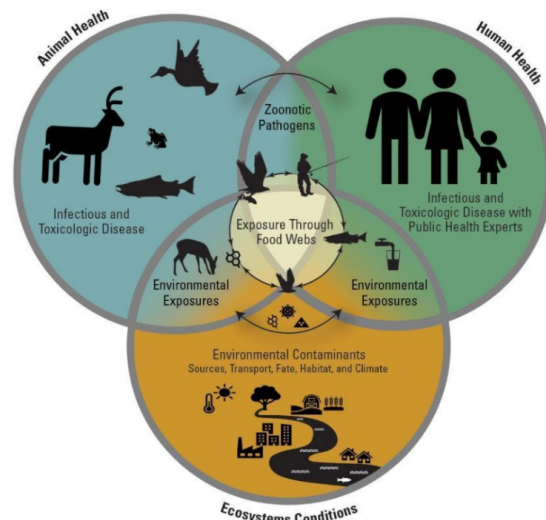 Animal Health
Human Health
Zoonotic
Pathogens
Infectious and
Toxicologic Disease
Infectious and
Toxicologic Disease with
Public Health Experts
Exposure Through
Food Webs
Environmental
Exposures
Environmental
Exposures
Environmental Contaminants
Sources, Transport, Fate, Habitat, and Climate
Ecosystems Conditions